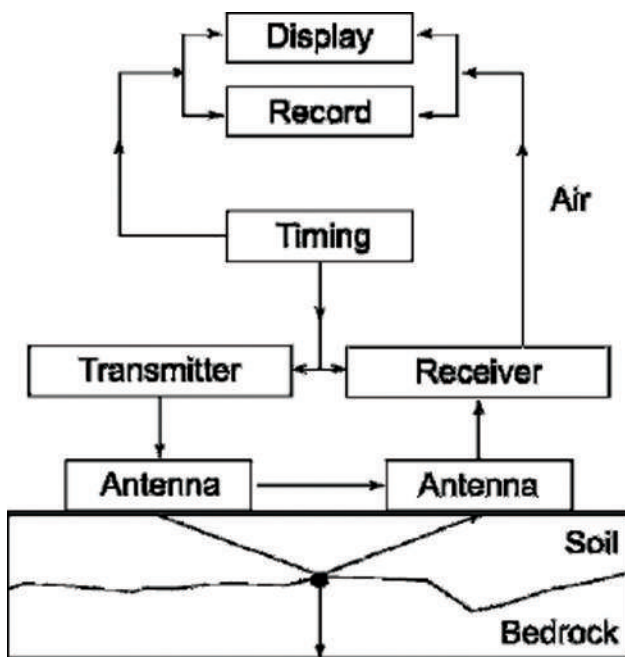 Display
Record
Air
Timing
Transmitter
Receiver
Antenna
Antenna
Soil
Bedrock